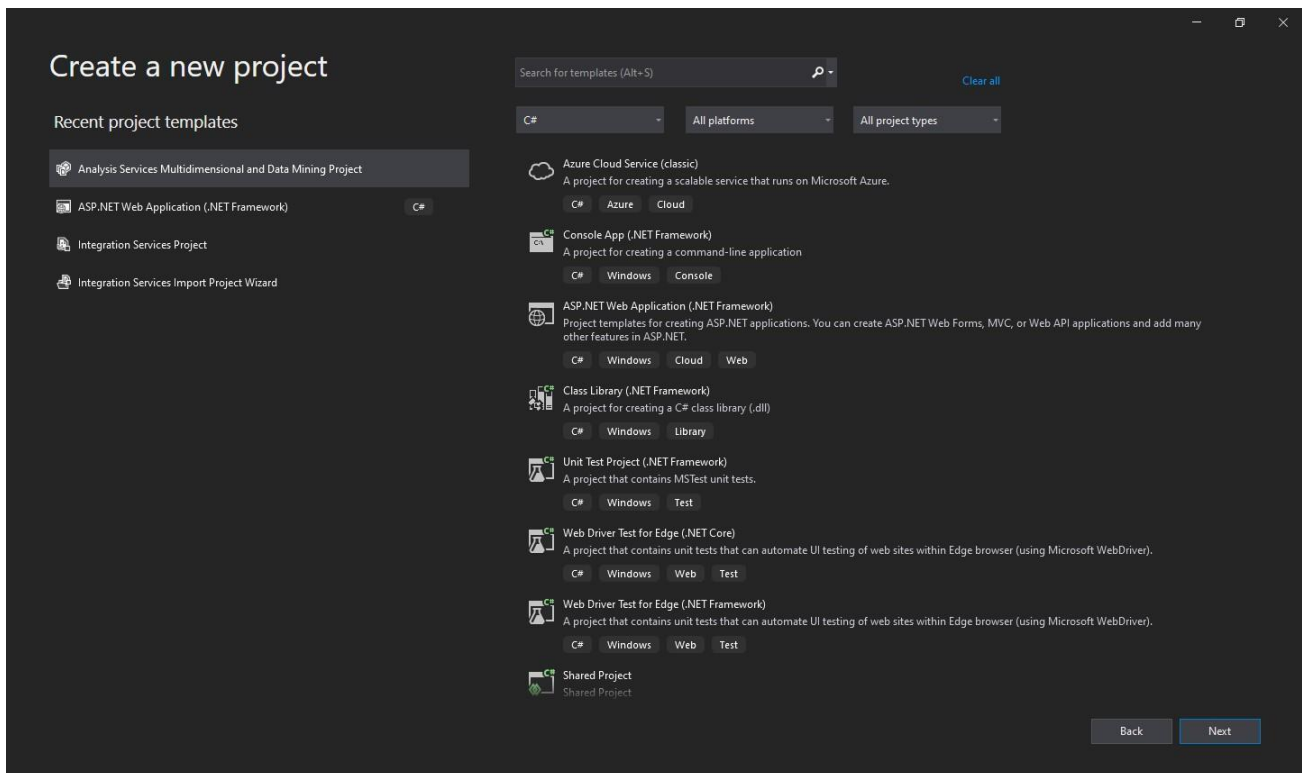 Create a new project
Recent project templates
Analysis Services Multidimensional and Data Mining Project
ASP.NET Web Application (.NET Framework) C#
Integration Services Project
Integration Services Import Project Wizard
Search for templates (Alt+S)
Clear all
C# All platforms All project types
Azure Cloud Service (classic)
A project for creating a scalable service that runs on Microsoft Azure.
C# Azure Cloud
Console App (.NET Framework)
A project for creating a command-line application
C# Windows Console
ASP.NET Web Application (.NET Framework)
Project templates for creating ASP.NET applications. You can create ASP.NET Web Forms, MVC, or Web API applications and add many
other features in ASP.NET.
C# Windows Cloud Web
Class Library (.NET Framework)
A project for creating a C# class library (.dll)
C# Windows Library
Unit Test Project (.NET Framework)
A project that contains MSTest unit tests.
C# Windows Test
Web Driver Test for Edge (.NET Core)
A project that contains unit tests that can automate UI testing of web sites within Edge browser (using Microsoft WebDriver).
C# Windows Web Test
Web Driver Test for Edge (.NET Framework)
A project that contains unit tests that can automate UI testing of web sites within Edge browser (using Microsoft WebDriver).
C# Windows Web Test
Shared Project
Shared Project
Back Next